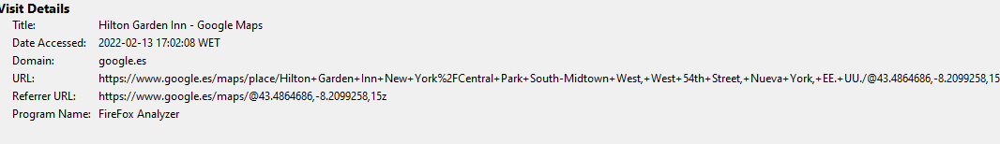 Visit Details
Title: Hilton Garden Inn - Google Maps
Date Accessed: 2022-02-13 17:02:08 WET
Domain: google.es
URL: https://www.google.es/maps/place/Hilton+Garden+Inn+New+York%2FCentral+Park+South-Midtown+West,+West+54th+Street,+Nueva+York,+EE.+UU./@43.4864686,-8.2099258,15
Referrer URL: https://www.google.es/maps/@43.4864686,-8.2099258,15z
Program Name: FireFox Analyzer